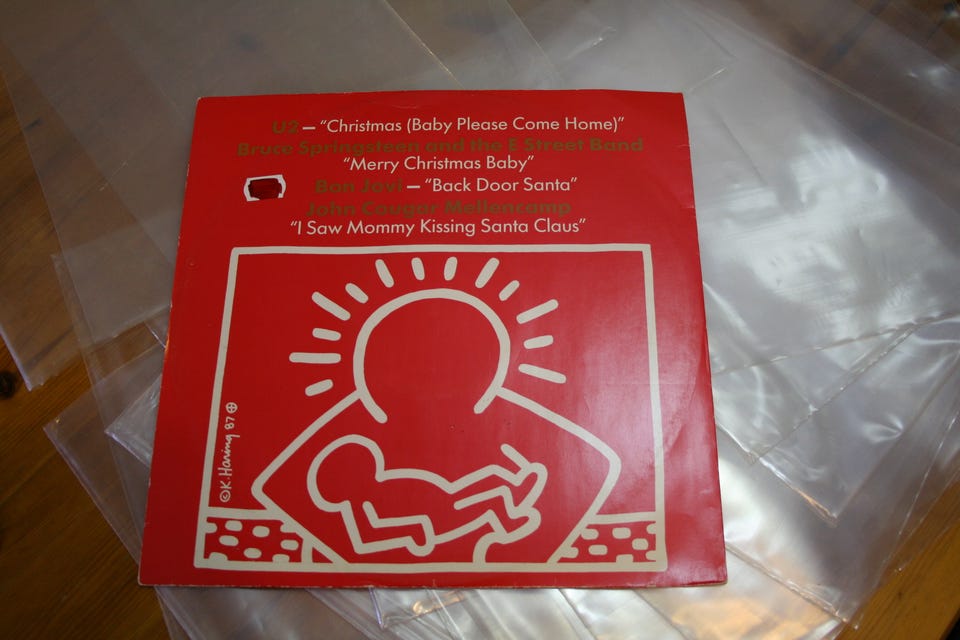 U2 – “Christmas (Baby Please Come Home)”
Bruce Springsteen and the E Street Band
“Merry Christmas Baby”
Bon Jovi – “Back Door Santa”
John Cougar Mellencamp
“I Saw Mommy Kissing Santa Claus”
©K.Haring 87